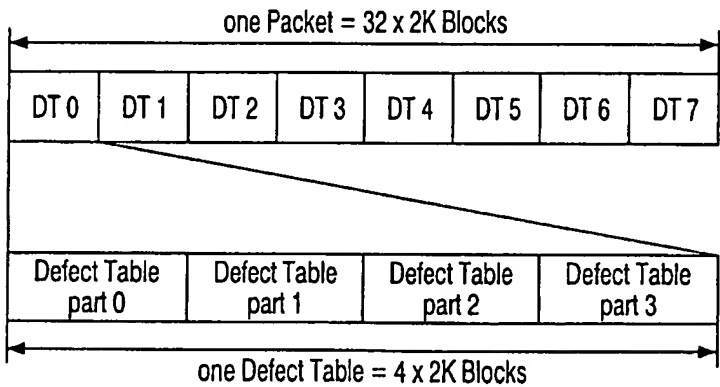 one Packet = 32 x 2K Blocks
DT 0 DT 1 DT 2 DT 3 DT 4 DT 5 DT 6 DT 7
Defect Table Defect Table Defect Table Defect Table
part 0 part 1 part 2 part 3
one Defect Table = 4 x 2K Blocks